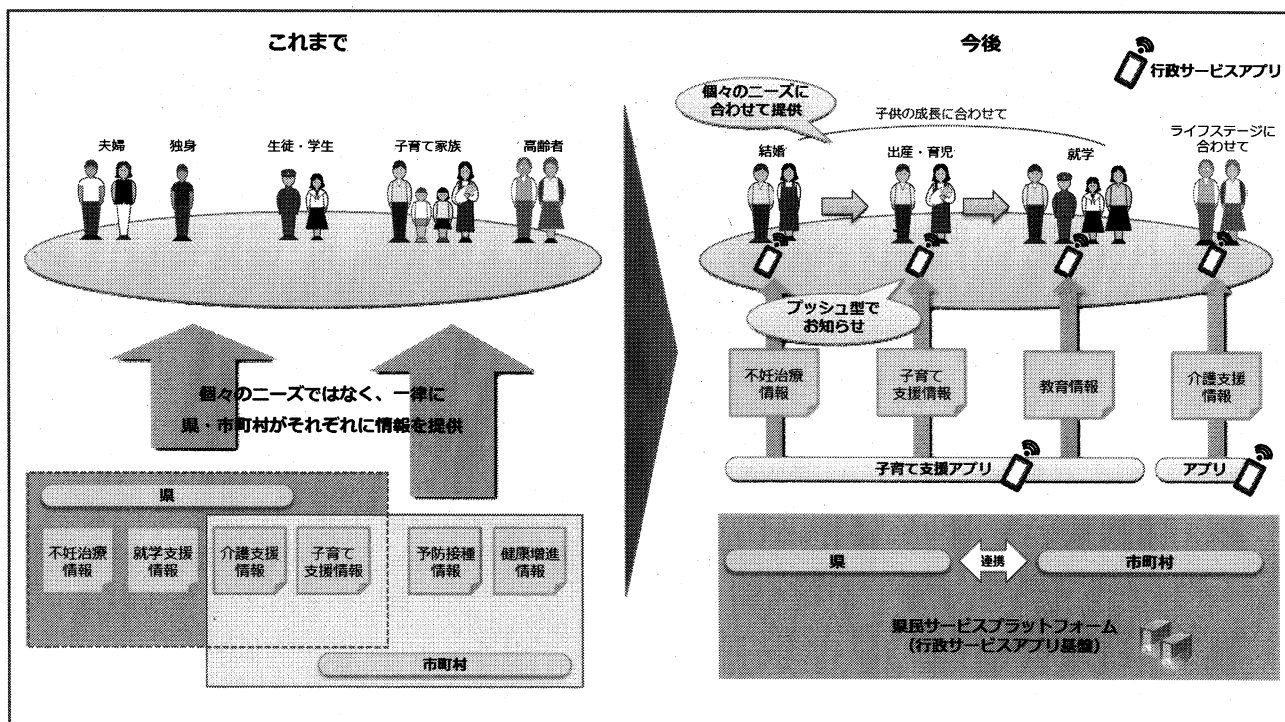 これまで
夫婦
独身
生徒・学生
子育て家族
高齢者
個々のニーズではなく、一律に
県・市町村がそれぞれに情報を提供
県
不妊治療
情報
就学支援
情報
介護支援
情報
子育て
支援情報
予防接種
情報
健康増進
情報
市町村
今後
行政サービスアプリ
個々のニーズに
合わせて提供
子供の成長に合わせて
ライフステージに
合わせて
結婚
出産・育児
就学
プッシュ型で
お知らせ
不妊治療
情報
子育て
支援情報
教育情報
介護支援
情報
子育て支援アプリ
アプリ
県
連携
市町村
県民サービスプラットフォーム
(行政サービスアプリ基盤)